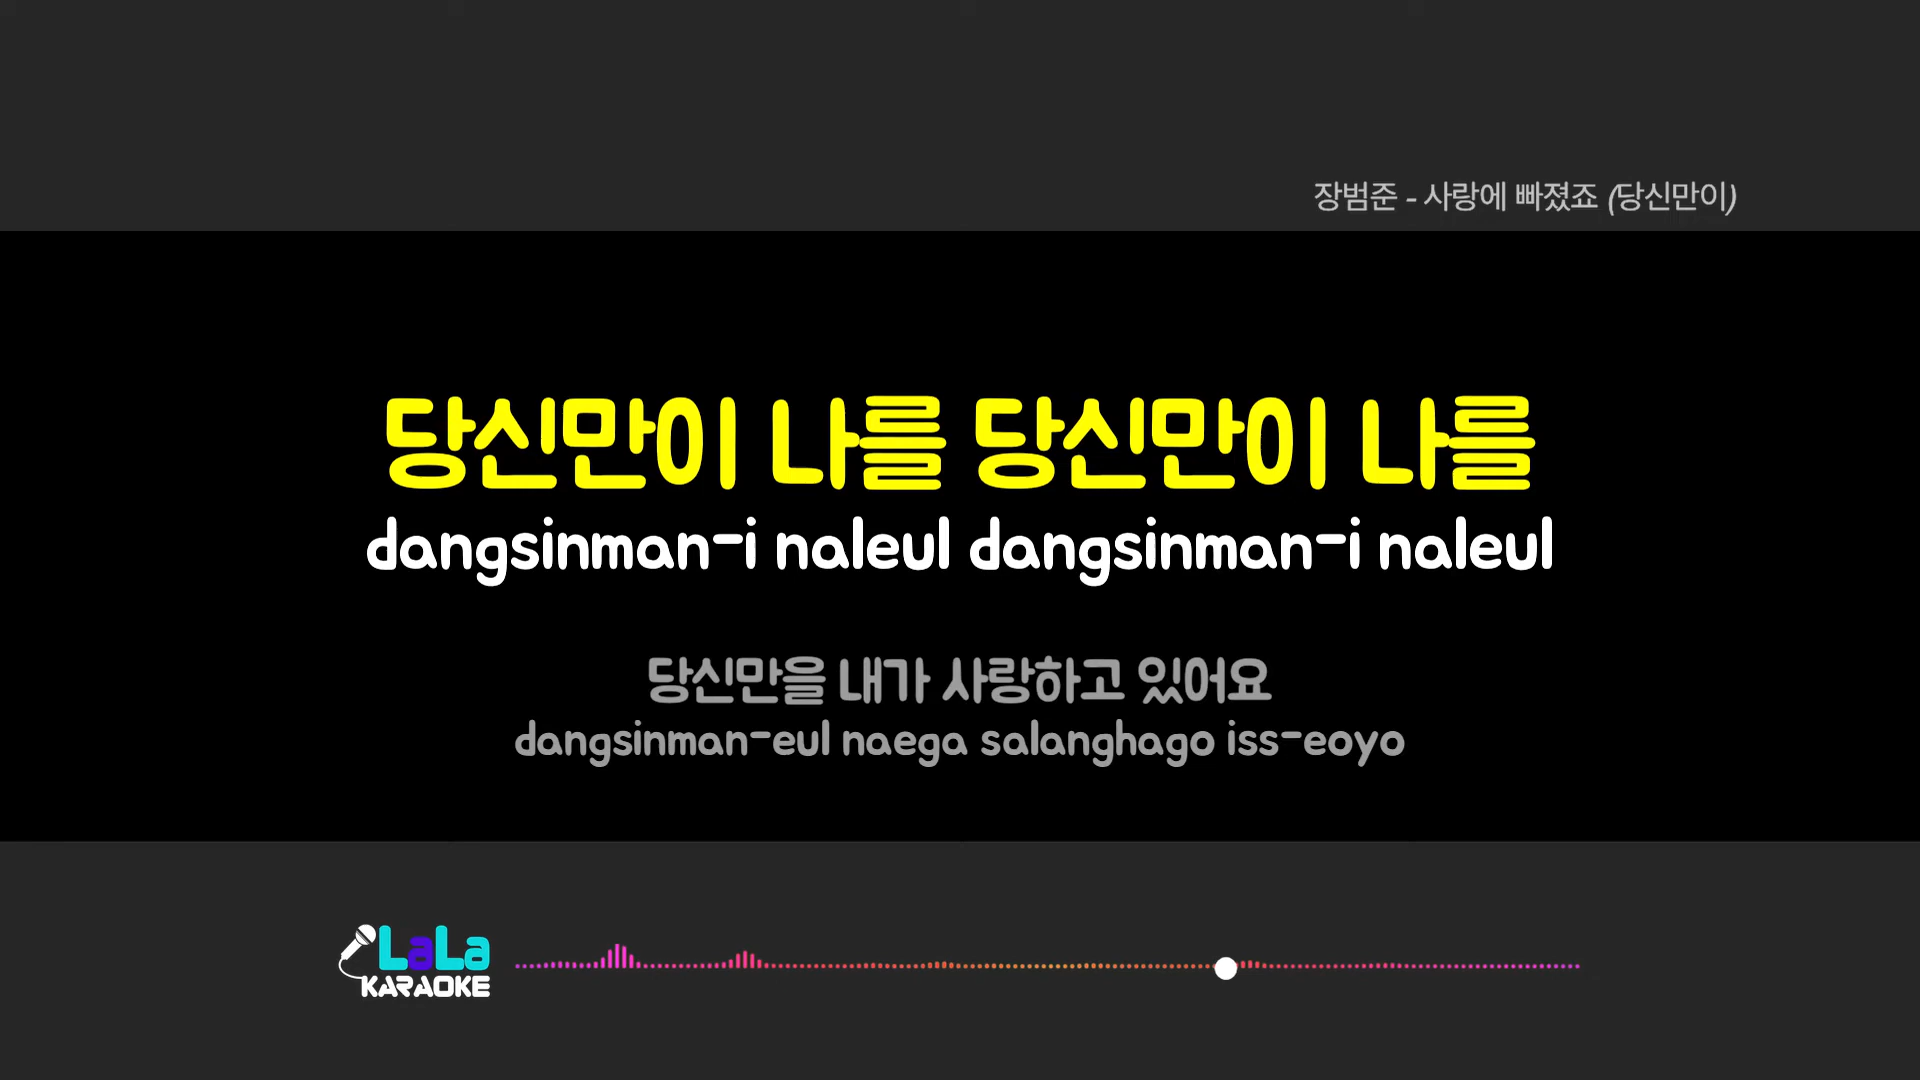 장범준 - 사랑에 빠졌죠 (당신만이)
당신만이 나를 당신만이 나를
dangsinman-i naleul dangsinman-i naleul
당신만을 내가 사랑하고 있어요
dangsinman-eul naega salanghago iss-eoyo
LaLa
KARAOKE